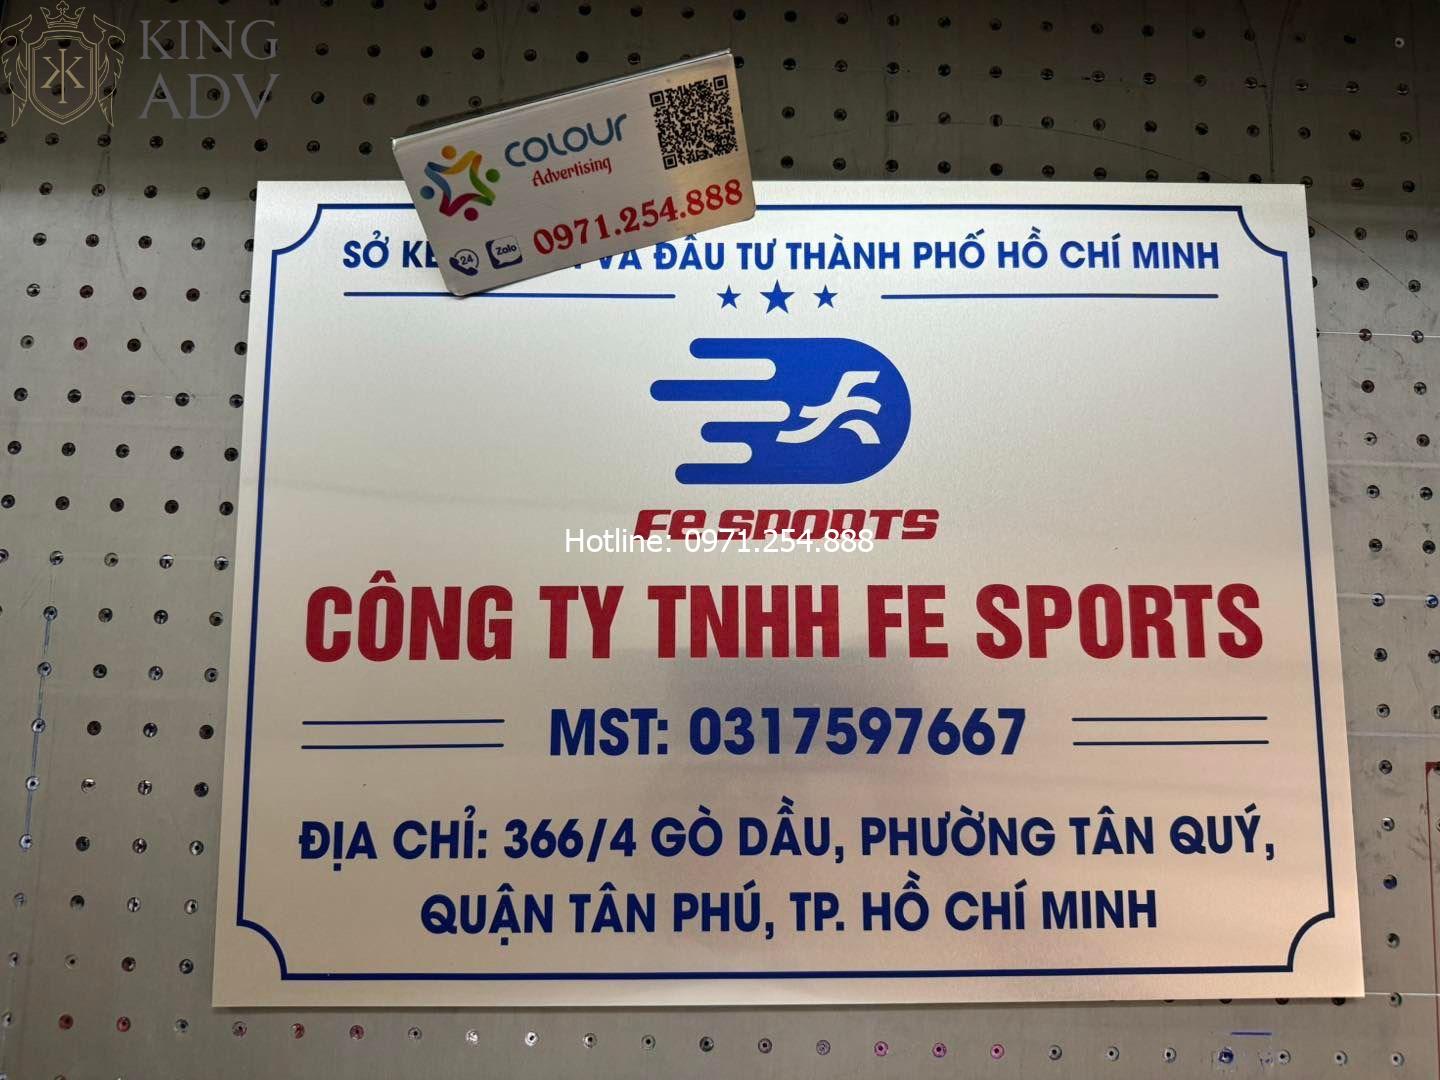 KING
ADV
COLOUR
Advertising
0971.254.888
24
Zalo
SỞ KẾ VÀ ĐẦU TƯ THÀNH PHỐ HỒ CHÍ MINH
FE SPORTS
Hotline: 0971.254.888
CÔNG TY TNHH FE SPORTS
MST: 0317597667
ĐỊA CHỈ: 366/4 GÒ DẦU, PHƯỜNG TÂN QUÝ,
QUẬN TÂN PHÚ, TP. HỒ CHÍ MINH